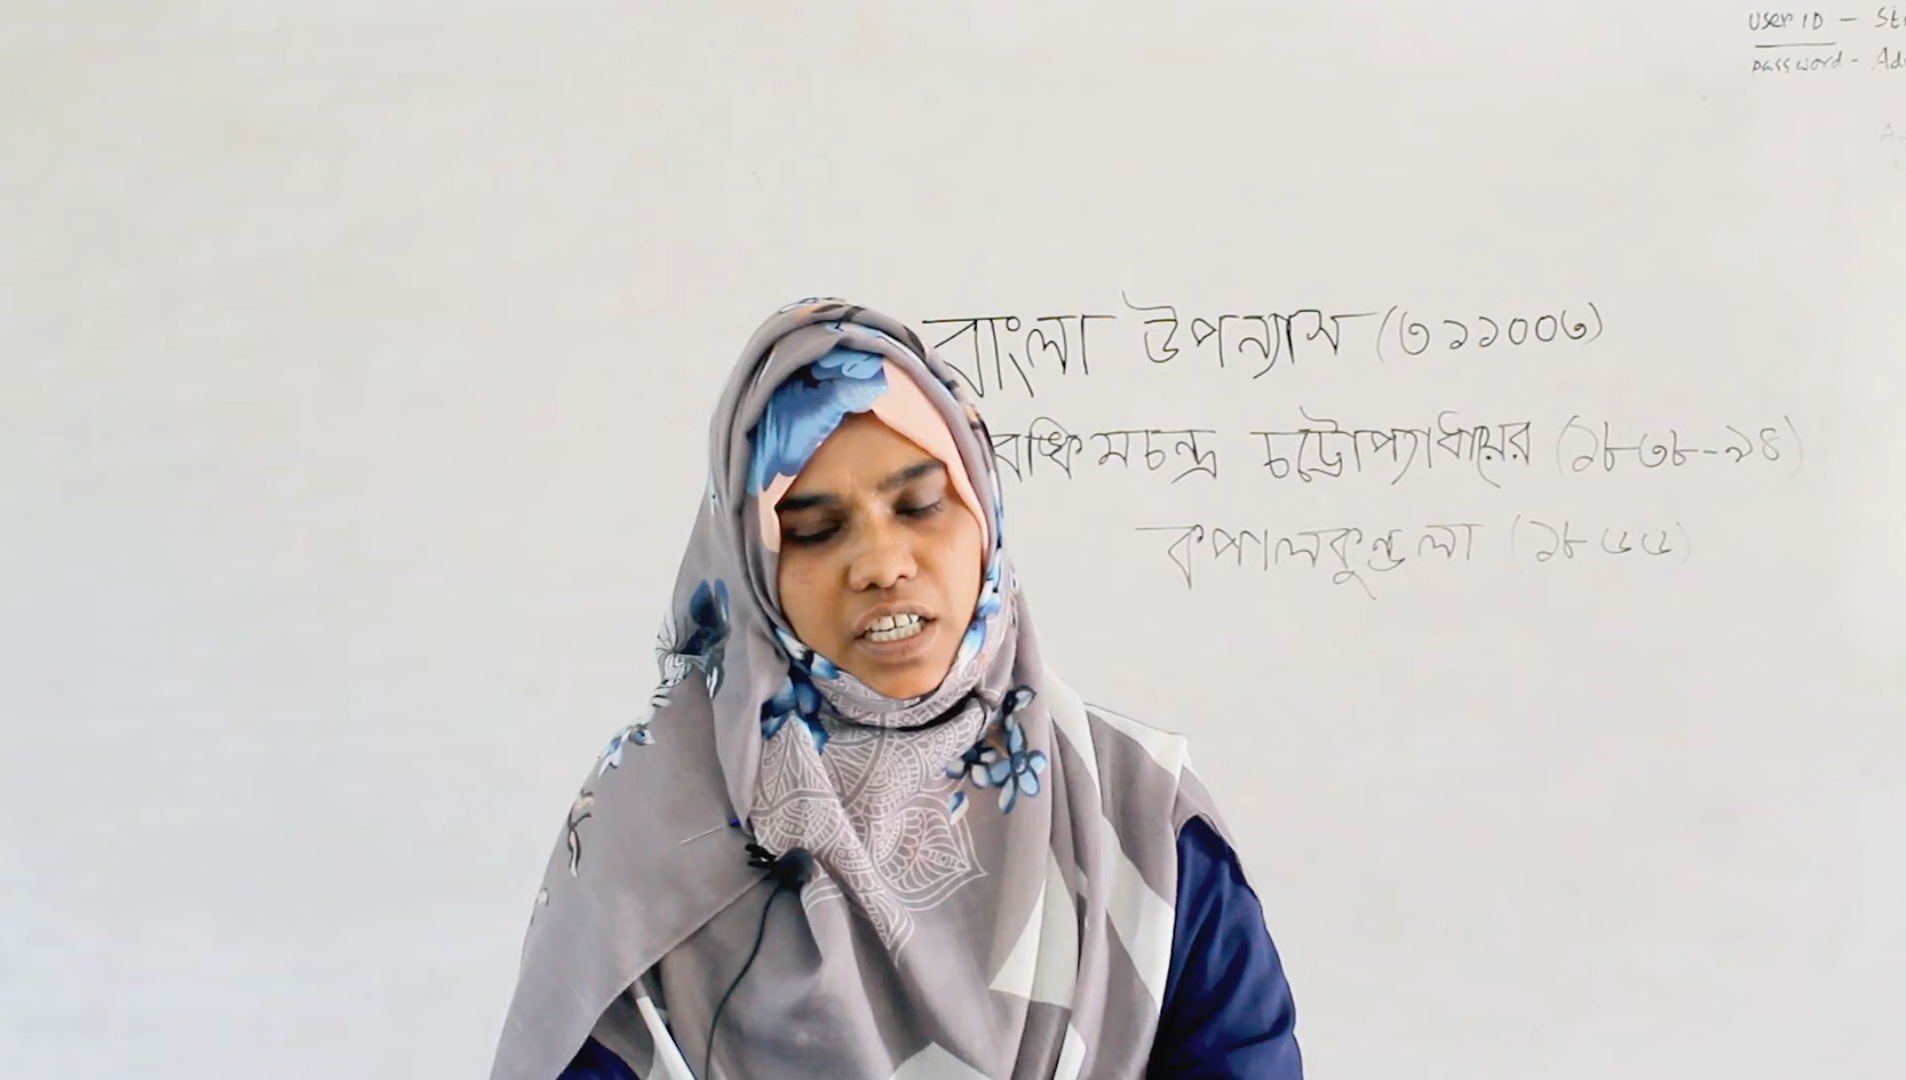 User ID -
password -
বাংলা উপন্যাস (৩১১০০৩)
বঙ্কিমচন্দ্র চট্টোপ্যাধায়ের (১৮৩৮-৯৪)
কপালকুন্ডলা (১৮৬৬)